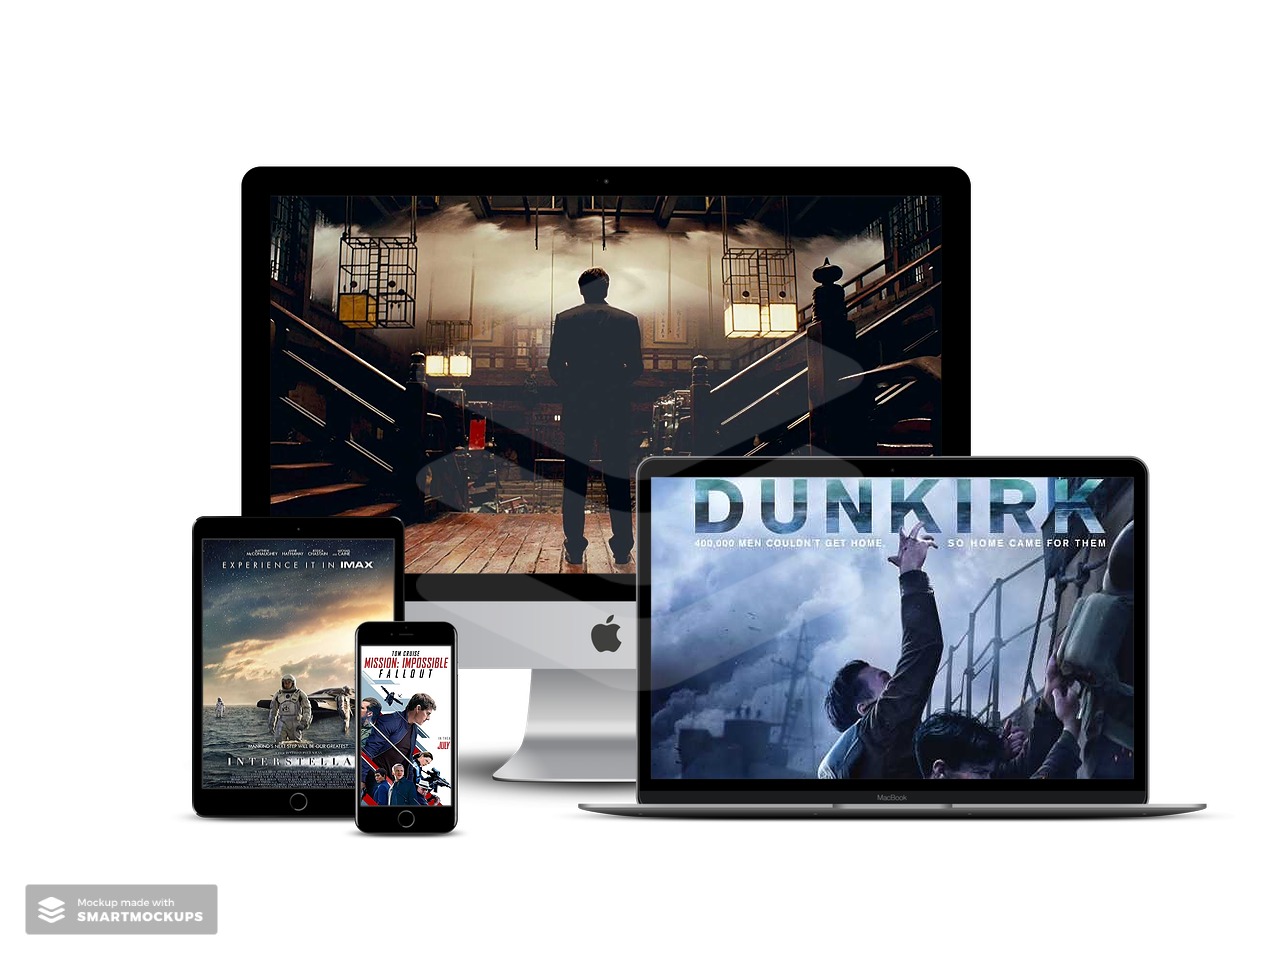 DUNKIRK
400,000 MEN COULDN'T GET HOME, SO HOME CAME FOR THEM
MATTHEW McCONAUGHEY ANNE HATHAWAY JESSICA CHASTAIN AND MICHAEL CAINE
EXPERIENCE IT IN IMAX
MANKIND'S NEXT STEP WILL BE OUR GREATEST
INTERSTELLA
TOM CRUISE
MISSION: IMPOSSIBLE
FALLOUT
JULY
MacBook
Mockup made with
SMARTMOCKUPS